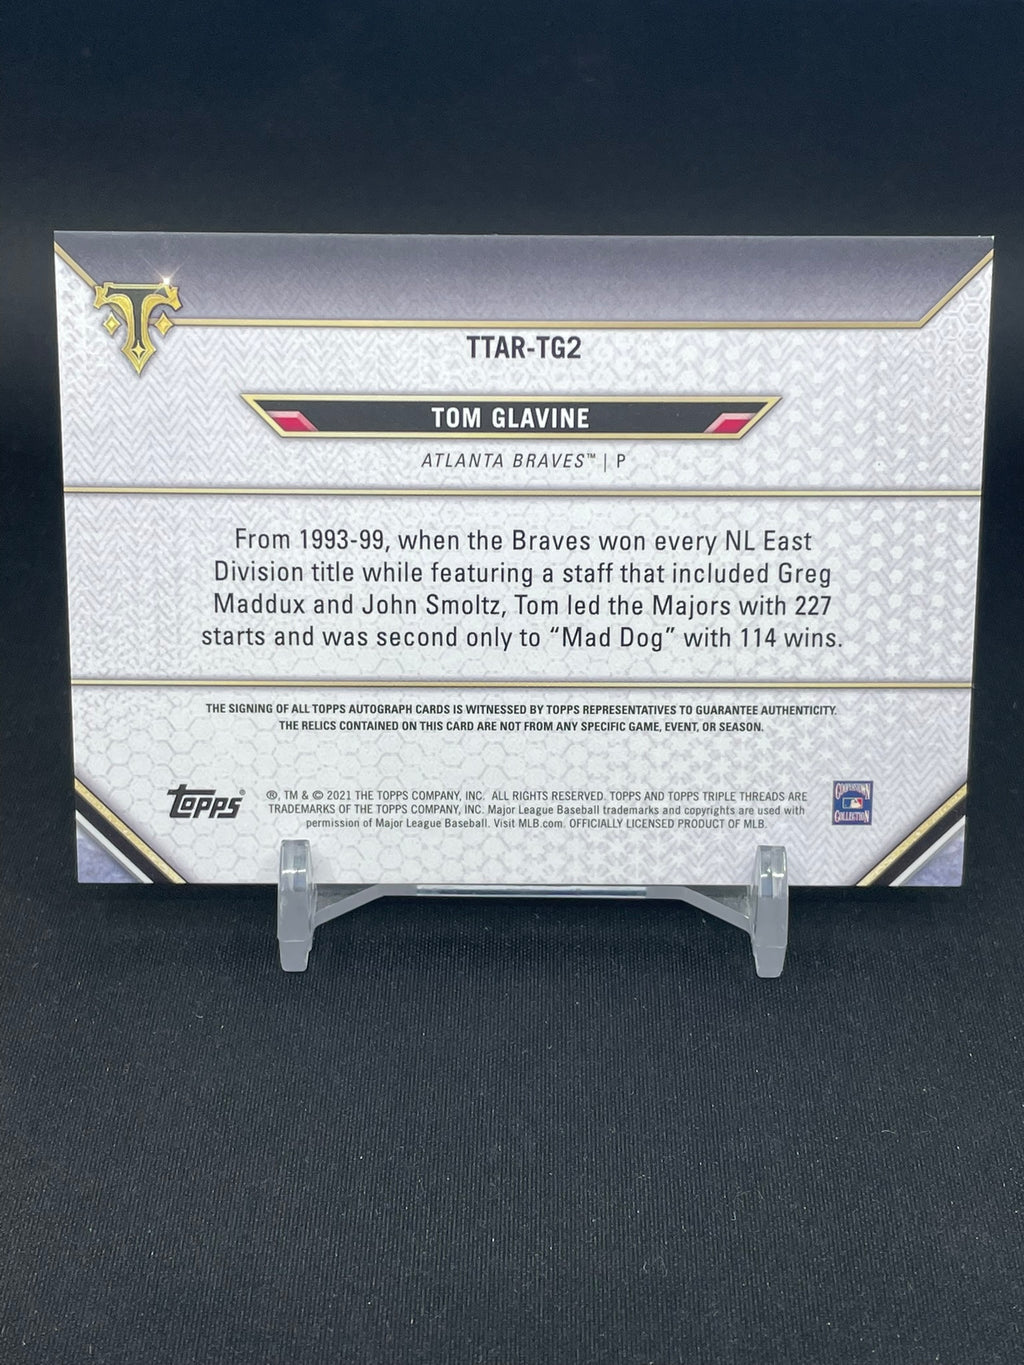 T
TTAR-TG2
TOM GLAVINE
ATLANTA BRAVES™ | P
From 1993-99, when the Braves won every NL East
Division title while featuring a staff that included Greg
Maddux and John Smoltz, Tom led the Majors with 227
starts and was second only to “Mad Dog” with 114 wins.
THE SIGNING OF ALL TOPPS AUTOGRAPH CARDS IS WITNESSED BY TOPPS REPRESENTATIVES TO GUARANTEE AUTHENTICITY.
THE RELICS CONTAINED ON THIS CARD ARE NOT FROM ANY SPECIFIC GAME, EVENT, OR SEASON.
topps®
®, TM & © 2021 THE TOPPS COMPANY, INC. ALL RIGHTS RESERVED. TOPPS AND TOPPS TRIPLE THREADS ARE
TRADEMARKS OF THE TOPPS COMPANY, INC. Major League Baseball trademarks and copyrights are used with
permission of Major League Baseball. Visit MLB.com. OFFICIALLY LICENSED PRODUCT OF MLB.
COOPERSTOWN
COLLECTION